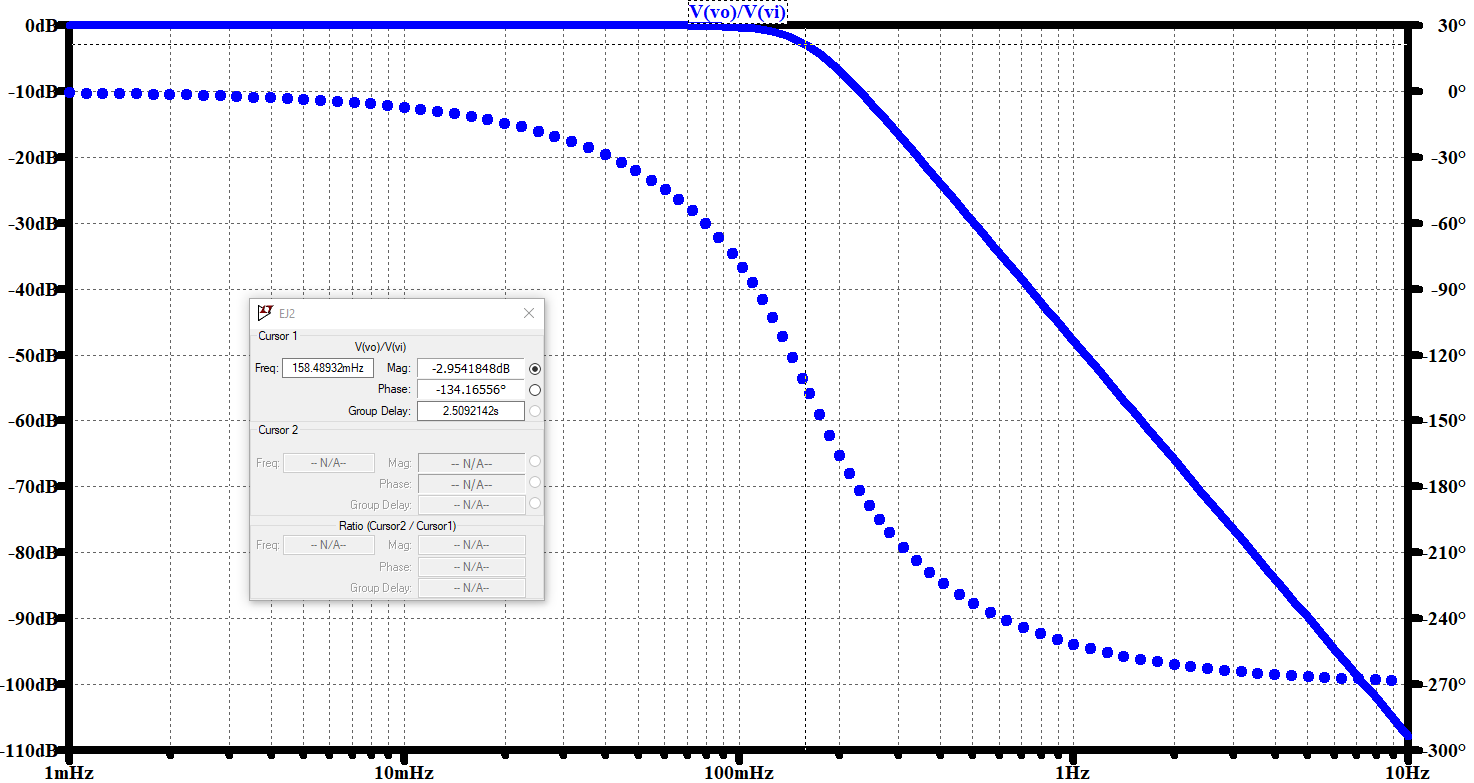 V(vo)/V(vi)
0dB 30°
-10dB 0°
-20dB -30°
-30dB -60°
-40dB -90°
-50dB -120°
-60dB -150°
-70dB -180°
-80dB -210°
-90dB -240°
-100dB -270°
-110dB -300°
1mHz 10mHz 100mHz 1Hz 10Hz
EJ2
Cursor 1
V(vo)/V(vi)
Freq: 158.48932mHz Mag: -2.9541848dB
Phase: -134.16556°
Group Delay: 2.5092142s
Cursor 2
Freq: -- N/A-- Mag: -- N/A--
Phase: -- N/A--
Group Delay: -- N/A--
Ratio (Cursor2 / Cursor1)
Freq: -- N/A-- Mag: -- N/A--
Phase: -- N/A--
Group Delay: -- N/A--